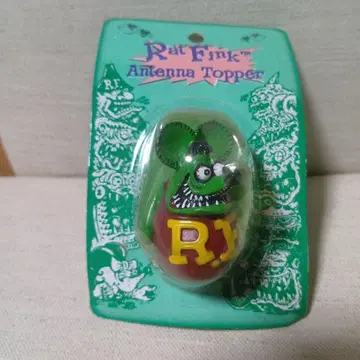 Rat Fink™
Antenna Topper
R.F.
R.F.